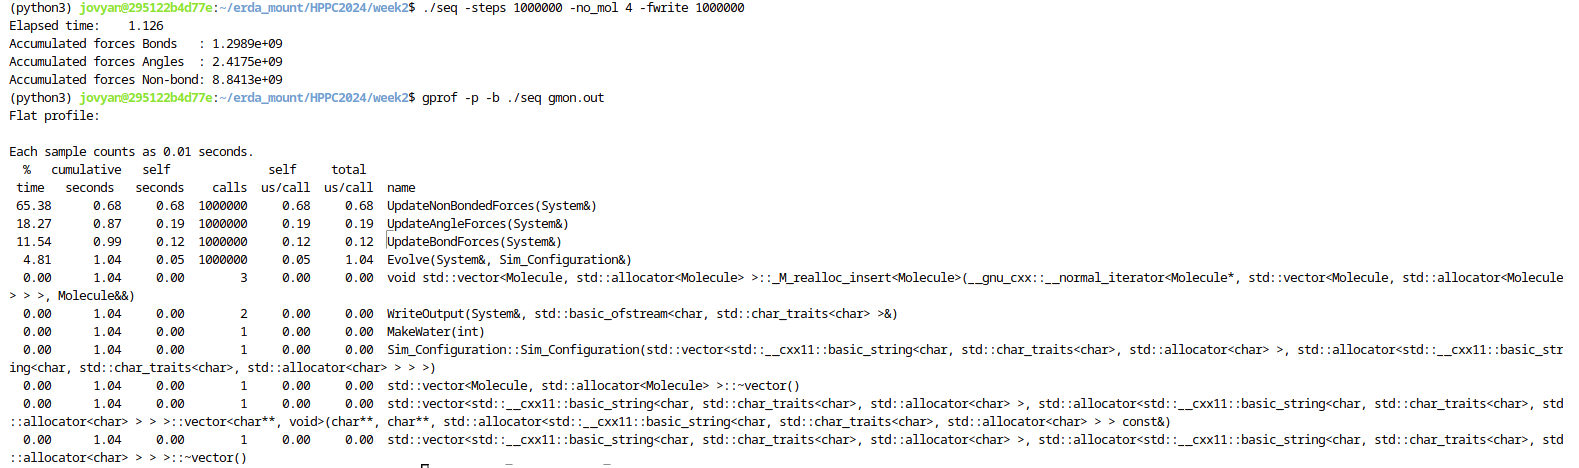 (python3) jovyan@295122b4d77e:~/erda_mount/HPPC2024/week2$ ./seq -steps 1000000 -no_mol 4 -fwrite 1000000
Elapsed time:    1.126
Accumulated forces Bonds   : 1.2989e+09
Accumulated forces Angles  : 2.4175e+09
Accumulated forces Non-bond: 8.8413e+09
(python3) jovyan@295122b4d77e:~/erda_mount/HPPC2024/week2$ gprof -p -b ./seq gmon.out
Flat profile:

Each sample counts as 0.01 seconds.
  %   cumulative   self              self     total
 time   seconds   seconds    calls  us/call  us/call  name
 65.38      0.68     0.68  1000000     0.68     0.68  UpdateNonBondedForces(System&)
 18.27      0.87     0.19  1000000     0.19     0.19  UpdateAngleForces(System&)
 11.54      0.99     0.12  1000000     0.12     0.12  UpdateBondForces(System&)
  4.81      1.04     0.05  1000000     0.05     1.04  Evolve(System&, Sim_Configuration&)
  0.00      1.04     0.00        3     0.00     0.00  void std::vector<Molecule, std::allocator<Molecule> >::_M_realloc_insert<Molecule>(__gnu_cxx::__normal_iterator<Molecule*, std::vector<Molecule, std::allocator<Molecule
> > >, Molecule&&)
  0.00      1.04     0.00        2     0.00     0.00  WriteOutput(System&, std::basic_ofstream<char, std::char_traits<char> >&)
  0.00      1.04     0.00        1     0.00     0.00  MakeWater(int)
  0.00      1.04     0.00        1     0.00     0.00  Sim_Configuration::Sim_Configuration(std::vector<std::__cxx11::basic_string<char, std::char_traits<char>, std::allocator<char> >, std::allocator<std::__cxx11::basic_str
ing<char, std::char_traits<char>, std::allocator<char> > > >)
  0.00      1.04     0.00        1     0.00     0.00  std::vector<Molecule, std::allocator<Molecule> >::~vector()
  0.00      1.04     0.00        1     0.00     0.00  std::vector<std::__cxx11::basic_string<char, std::char_traits<char>, std::allocator<char> >, std::allocator<std::__cxx11::basic_string<char, std::char_traits<char>, std
::allocator<char> > > >::vector<char**, void>(char**, char**, std::allocator<std::__cxx11::basic_string<char, std::char_traits<char>, std::allocator<char> > > const&)
  0.00      1.04     0.00        1     0.00     0.00  std::vector<std::__cxx11::basic_string<char, std::char_traits<char>, std::allocator<char> >, std::allocator<std::__cxx11::basic_string<char, std::char_traits<char>, std
::allocator<char> > > >::~vector()